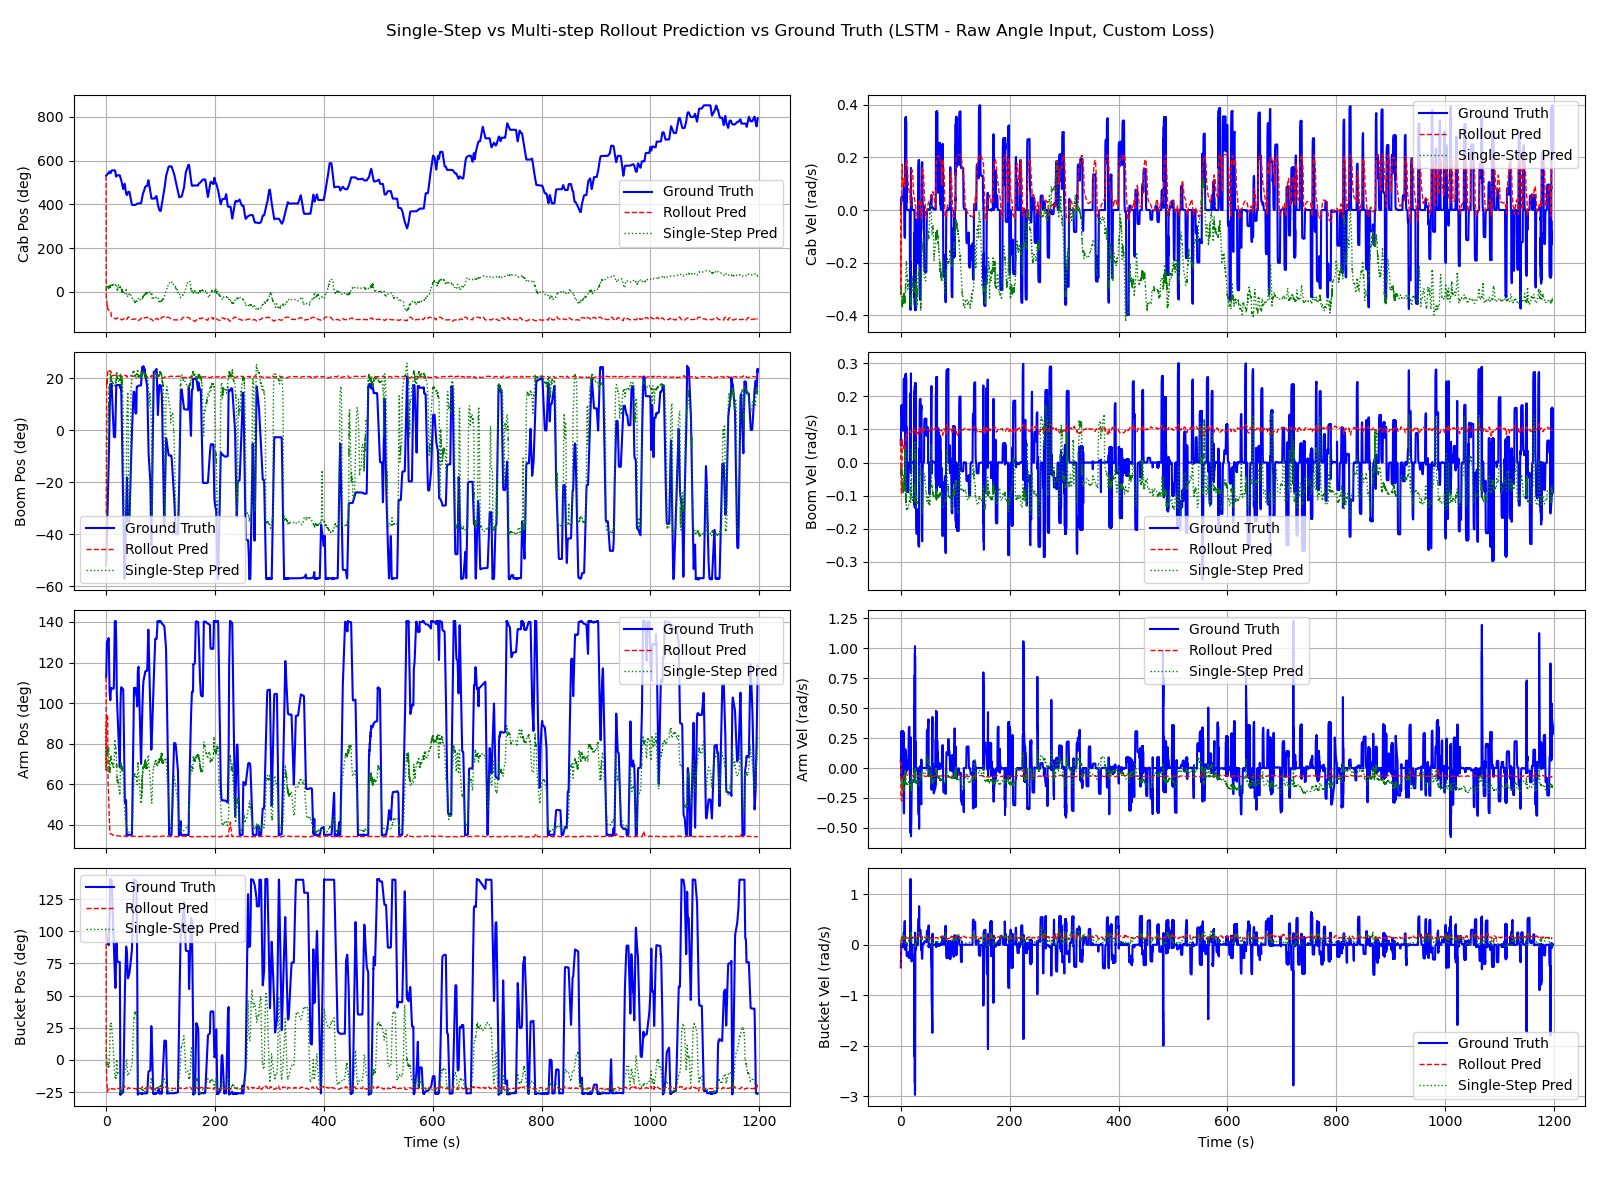 Single-Step vs Multi-step Rollout Prediction vs Ground Truth (LSTM - Raw Angle Input, Custom Loss)
Cab Pos (deg)
800
600
400
200
0
Ground Truth
Rollout Pred
Single-Step Pred
Cab Vel (rad/s)
0.4
0.2
0.0
−0.2
−0.4
Ground Truth
Rollout Pred
Single-Step Pred
Boom Pos (deg)
20
0
−20
−40
−60
Ground Truth
Rollout Pred
Single-Step Pred
Boom Vel (rad/s)
0.3
0.2
0.1
0.0
−0.1
−0.2
−0.3
Ground Truth
Rollout Pred
Single-Step Pred
Arm Pos (deg)
140
120
100
80
60
40
Ground Truth
Rollout Pred
Single-Step Pred
Arm Vel (rad/s)
1.25
1.00
0.75
0.50
0.25
0.00
−0.25
−0.50
Ground Truth
Rollout Pred
Single-Step Pred
Bucket Pos (deg)
125
100
75
50
25
0
−25
Ground Truth
Rollout Pred
Single-Step Pred
0 200 400 600 800 1000 1200
Time (s)
Bucket Vel (rad/s)
1
0
−1
−2
−3
Ground Truth
Rollout Pred
Single-Step Pred
0 200 400 600 800 1000 1200
Time (s)